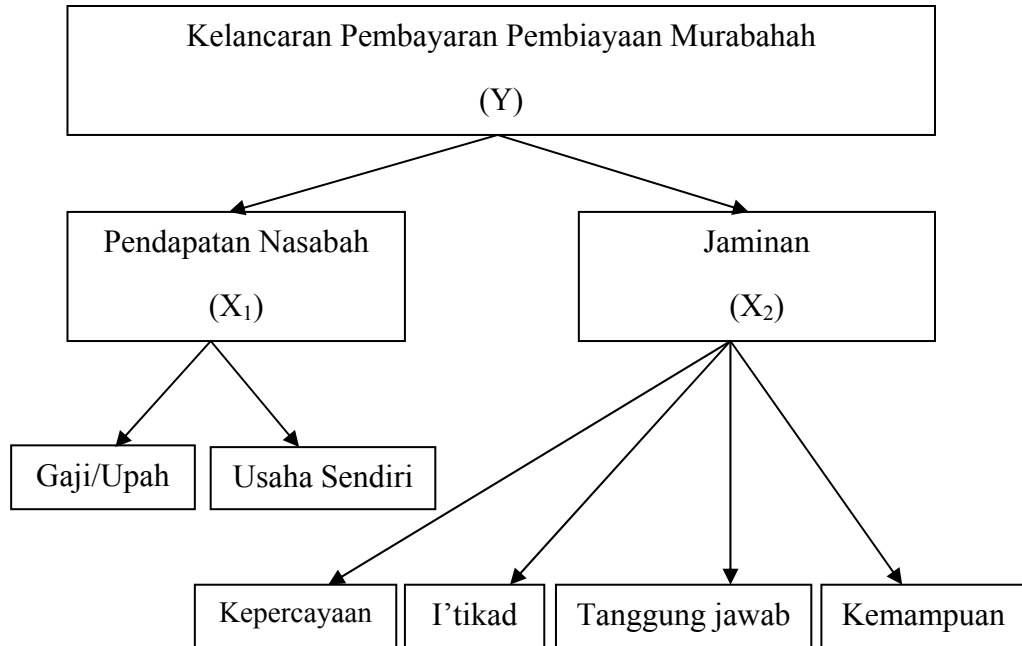 Kelancaran Pembayaran Pembiayaan Murabahah
(Y)
Pendapatan Nasabah
(X₁)
Jaminan
(X₂)
Gaji/Upah
Usaha Sendiri
Kepercayaan
I’tikad
Tanggung jawab
Kemampuan